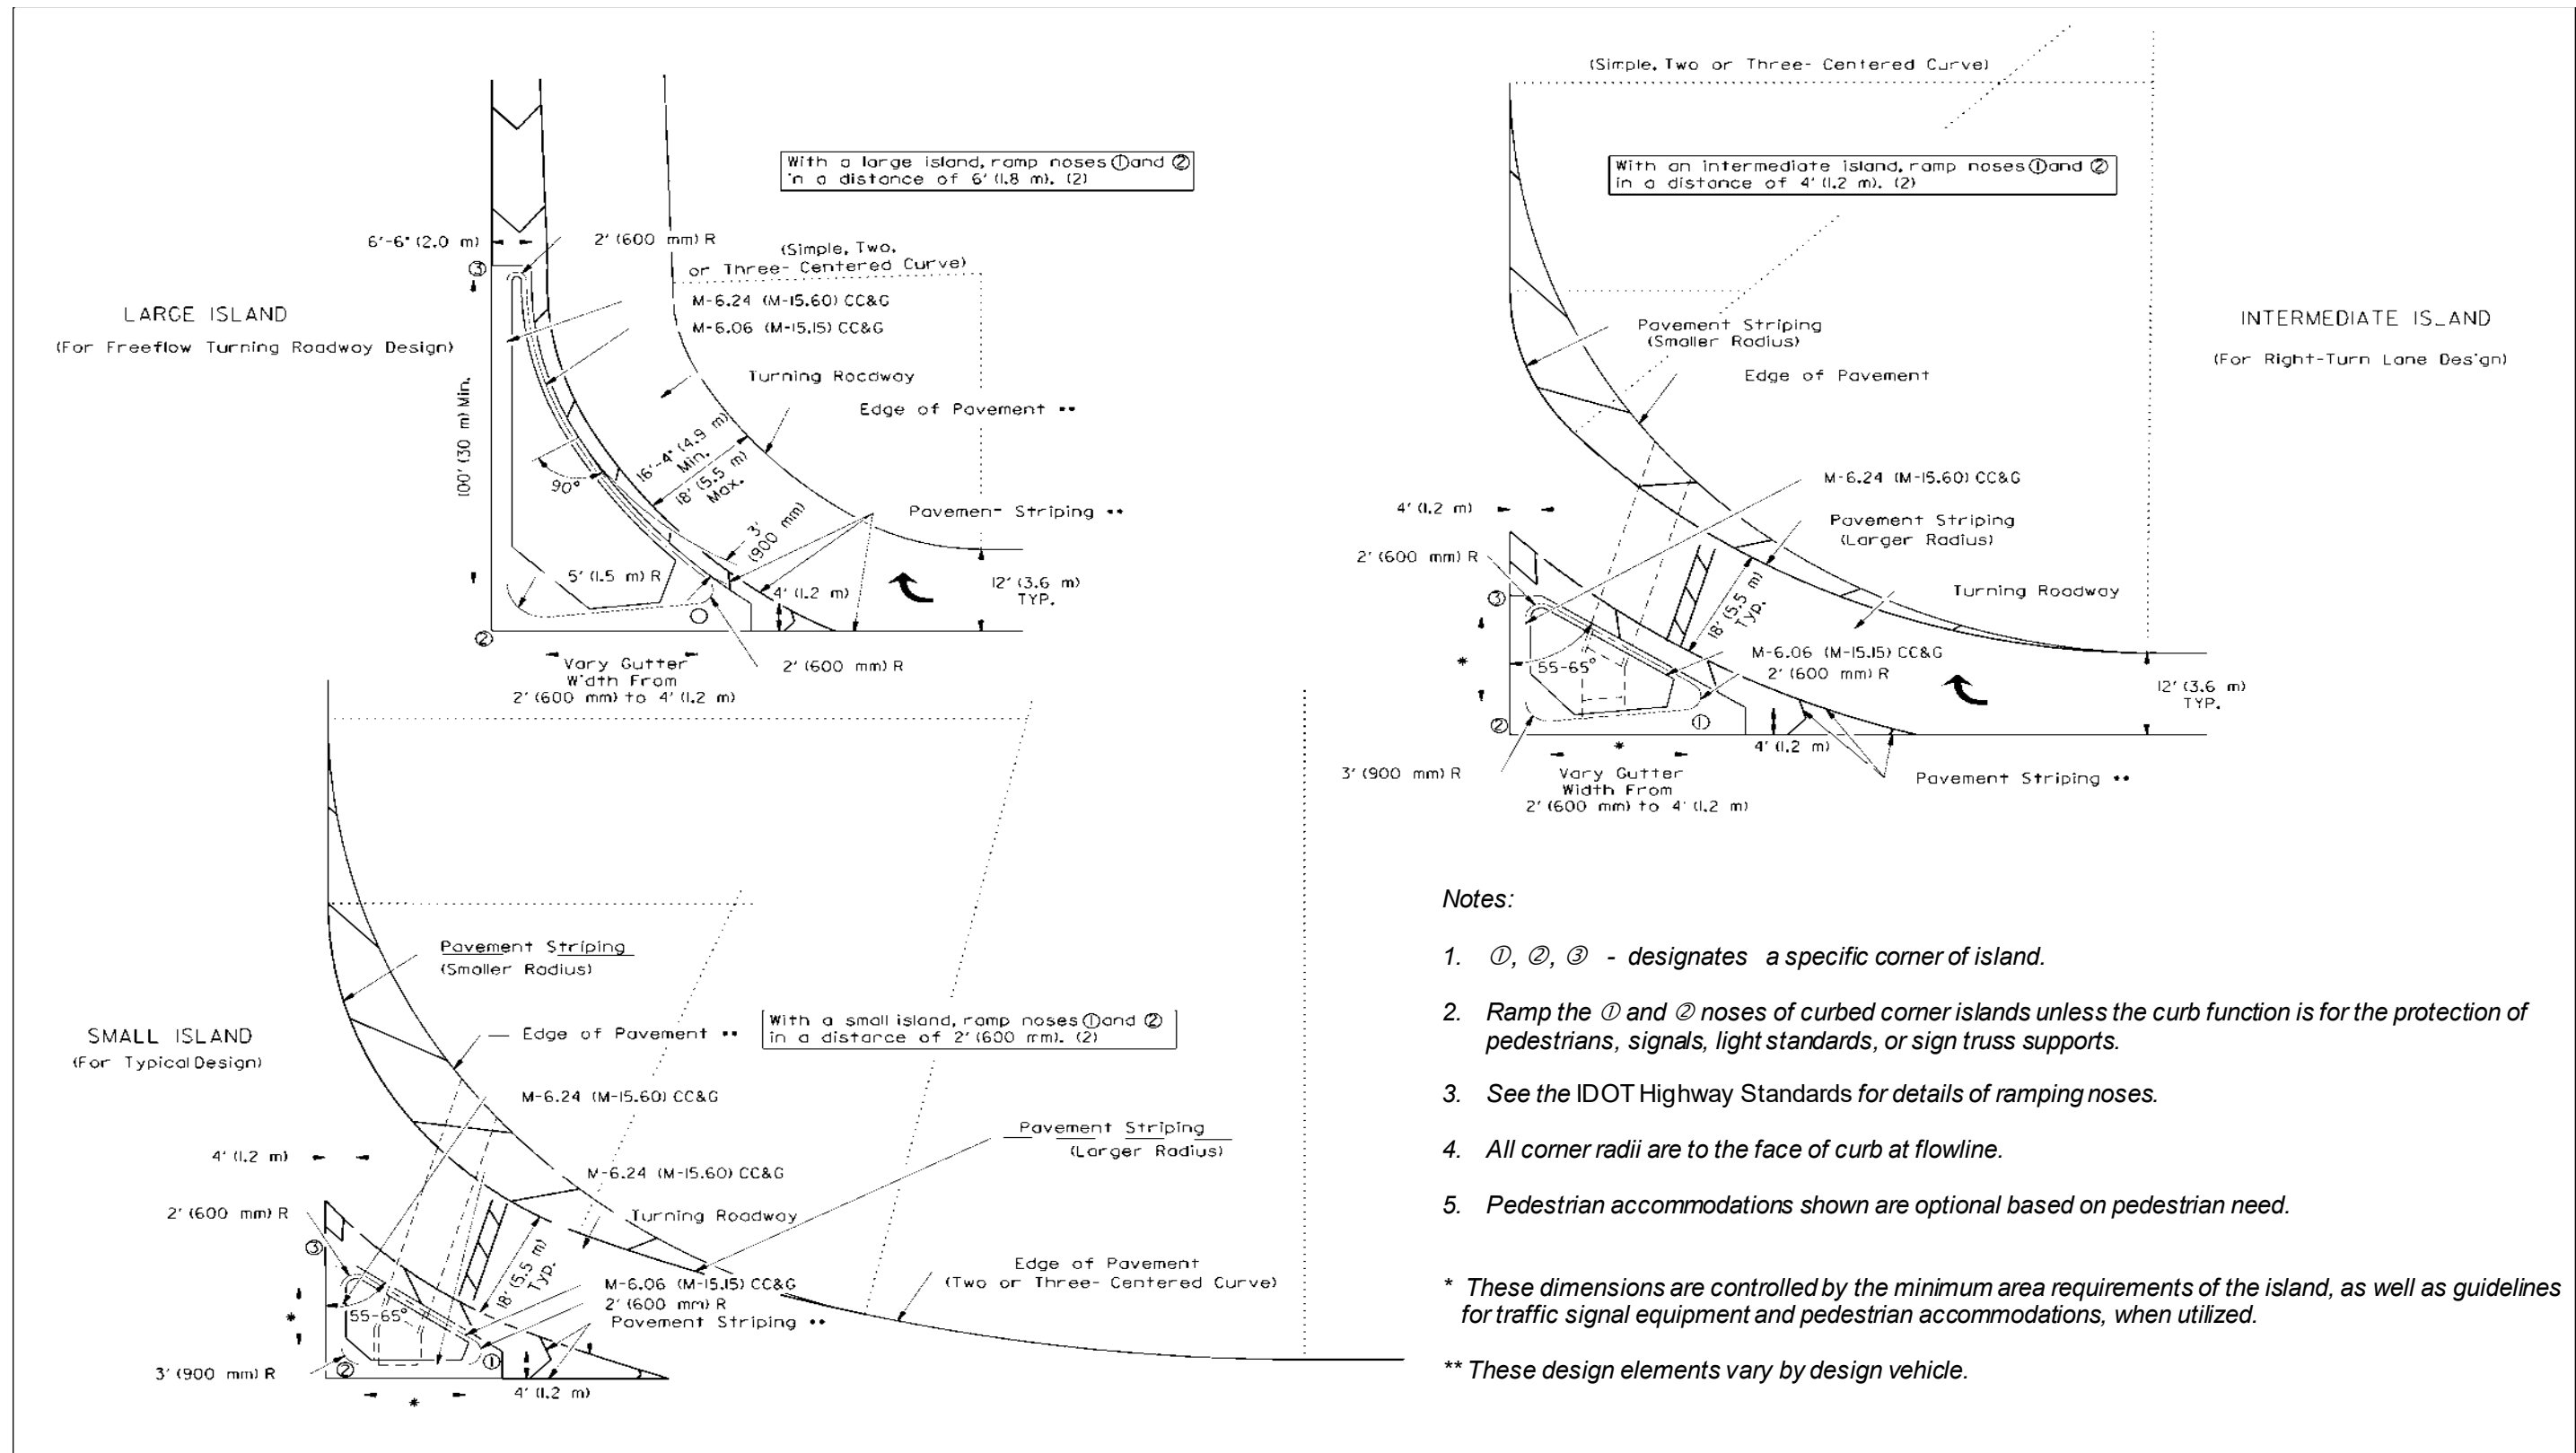 With a large island, ramp noses ① and ②
in a distance of 6' (1.8 m). (2)
6'-6" (2.0 m)
2' (600 mm) R
(Simple, Two,
or Three- Centered Curve)
③
M-6.24 (M-15.60) CC&G
M-6.06 (M-15.15) CC&G
LARGE ISLAND
(For Freeflow Turning Roadway Design)
Turning Roadway
Edge of Pavement **
100' (30 m) Min.
16'-4" (4.9 m)
Min.
18' (5.5 m)
Max.
90°
3'
(900 mm)
Pavement Striping **
5' (1.5 m) R
4' (1.2 m)
12' (3.6 m)
TYP.
②
Vary Gutter
Width From
2' (600 mm) to 4' (1.2 m)
2' (600 mm) R
(Simple, Two or Three- Centered Curve)
With an intermediate island, ramp noses ① and ②
in a distance of 4' (1.2 m). (2)
INTERMEDIATE ISLAND
(For Right-Turn Lane Design)
Pavement Striping
(Smaller Radius)
Edge of Pavement
M-6.24 (M-15.60) CC&G
4' (1.2 m)
Pavement Striping
(Larger Radius)
2' (600 mm) R
③
Turning Roadway
18' (5.5 m)
Typ.
*
55-65°
M-6.06 (M-15.15) CC&G
2' (600 mm) R
12' (3.6 m)
TYP.
②
①
*
4' (1.2 m)
3' (900 mm) R
Vary Gutter
Width From
2' (600 mm) to 4' (1.2 m)
Pavement Striping **
Pavement Striping
(Smaller Radius)
SMALL ISLAND
(For Typical Design)
Edge of Pavement **
With a small island, ramp noses ① and ②
in a distance of 2' (600 mm). (2)
M-6.24 (M-15.60) CC&G
Pavement Striping
(Larger Radius)
4' (1.2 m)
M-6.24 (M-15.60) CC&G
2' (600 mm) R
Turning Roadway
③
18' (5.5 m)
Typ.
Edge of Pavement
(Two or Three- Centered Curve)
M-6.06 (M-15.15) CC&G
2' (600 mm) R
Pavement Striping **
*
55-65°
②
①
3' (900 mm) R
4' (1.2 m)
*
Notes:
1. ①, ②, ③ - designates a specific corner of island.
2. Ramp the ① and ② noses of curbed corner islands unless the curb function is for the protection of
pedestrians, signals, light standards, or sign truss supports.
3. See the IDOT Highway Standards for details of ramping noses.
4. All corner radii are to the face of curb at flowline.
5. Pedestrian accommodations shown are optional based on pedestrian need.
* These dimensions are controlled by the minimum area requirements of the island, as well as guidelines
for traffic signal equipment and pedestrian accommodations, when utilized.
** These design elements vary by design vehicle.